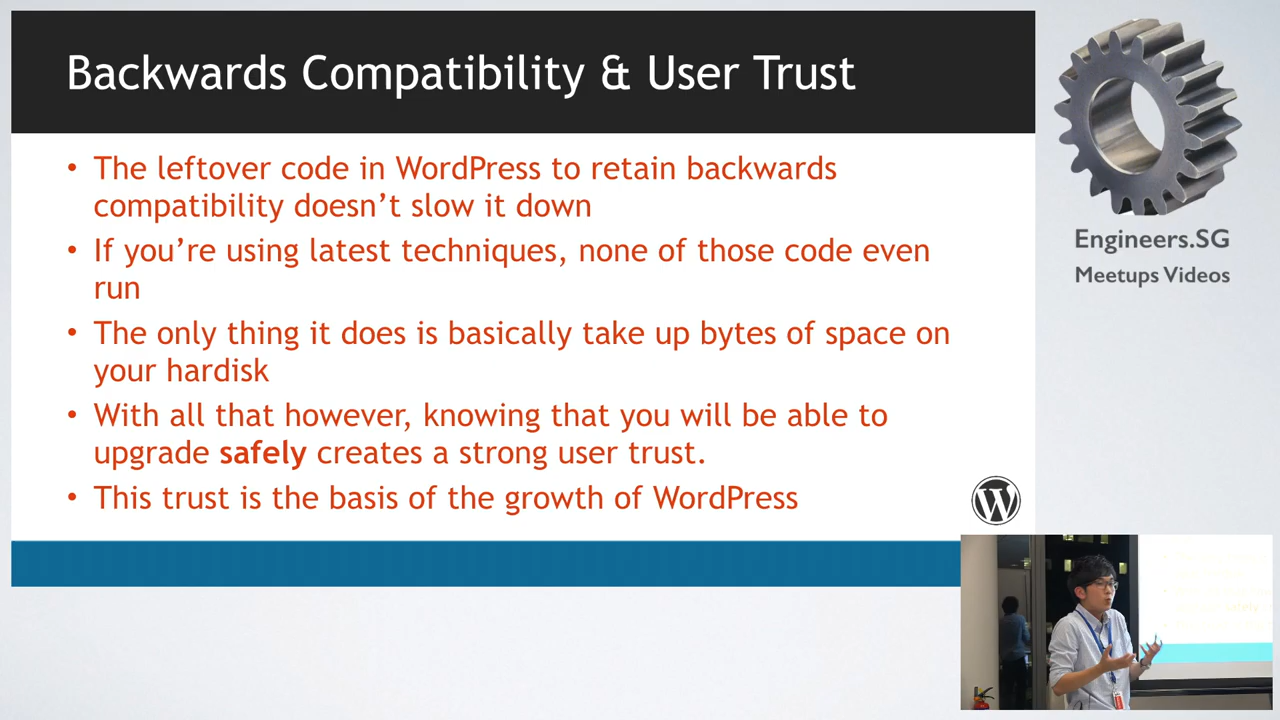 Backwards Compatibility & User Trust
• The leftover code in WordPress to retain backwards
compatibility doesn't slow it down
• If you're using latest techniques, none of those code even
run
• The only thing it does is basically take up bytes of space on
your hardisk
• With all that however, knowing that you will be able to
upgrade safely creates a strong user trust.
• This trust is the basis of the growth of WordPress
Engineers.SG
Meetups Videos